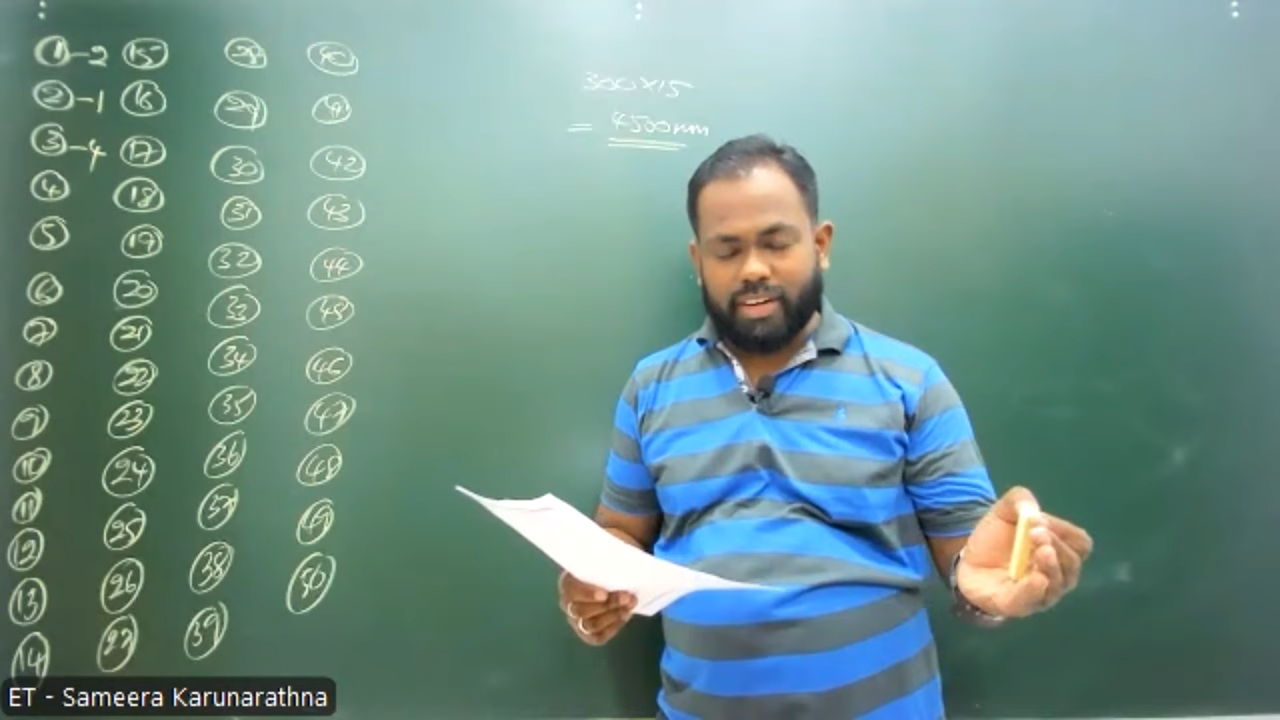 ①-2 ⑮ ㉘ ㊵
②-1 ⑯ ㉙ ㊶
③-4 ⑰ ㉚ ㊷
④ ⑱ ㉛ ㊸
⑤ ⑲ ㉜ ㊹
⑥ ⑳ ㉝ ㊺
⑦ ㉑ ㉞ ㊻
⑧ ㉒ ㉟ ㊼
⑨ ㉓ ㊱ ㊽
⑩ ㉔ ㊲ ㊾
⑪ ㉕ ㊳ ㊿
⑫ ㉖ ㊴
⑬ ㉗
⑭
300×15
= 4500mm
ET - Sameera Karunarathna